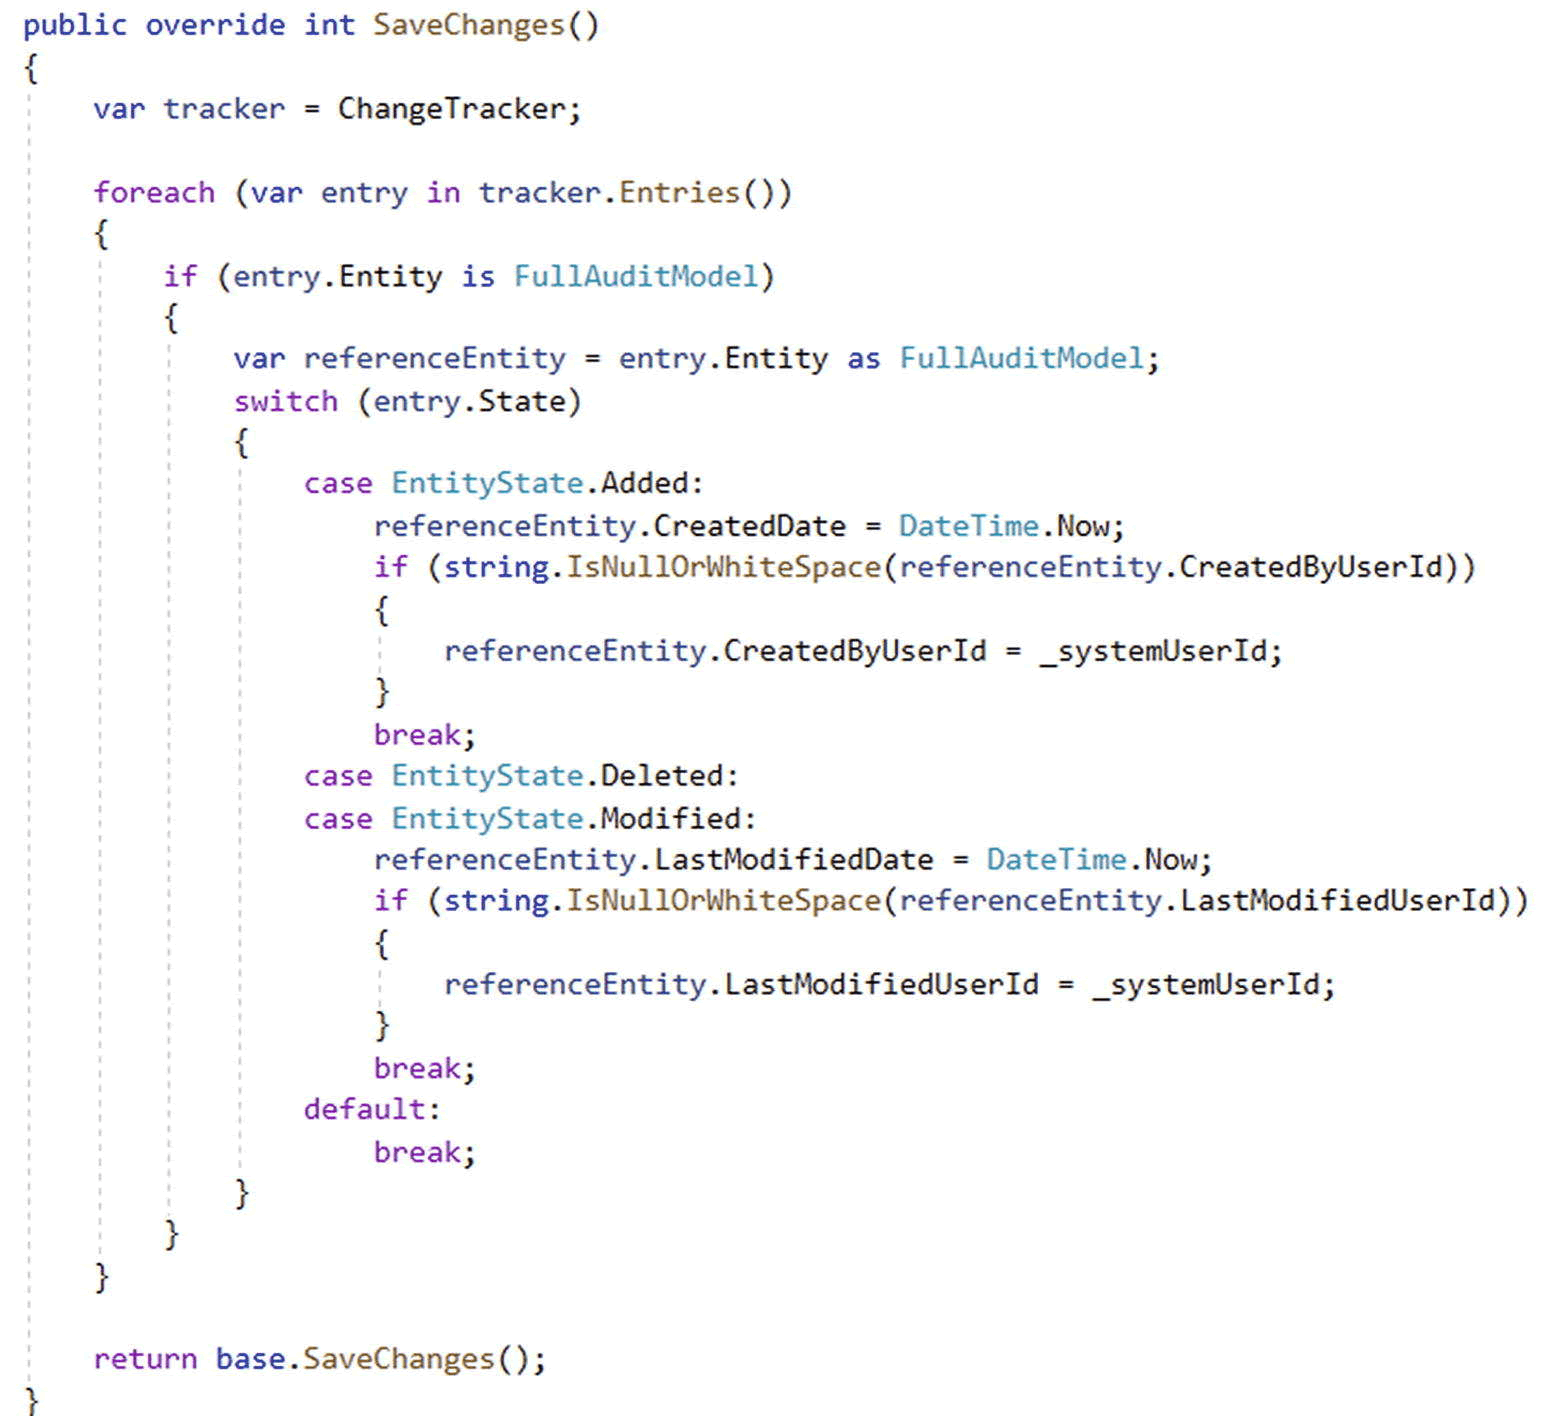 public override int SaveChanges()
{
    var tracker = ChangeTracker;

    foreach (var entry in tracker.Entries())
    {
        if (entry.Entity is FullAuditModel)
        {
            var referenceEntity = entry.Entity as FullAuditModel;
            switch (entry.State)
            {
                case EntityState.Added:
                    referenceEntity.CreatedDate = DateTime.Now;
                    if (string.IsNullOrWhiteSpace(referenceEntity.CreatedByUserId))
                    {
                        referenceEntity.CreatedByUserId = _systemUserId;
                    }
                    break;
                case EntityState.Deleted:
                case EntityState.Modified:
                    referenceEntity.LastModifiedDate = DateTime.Now;
                    if (string.IsNullOrWhiteSpace(referenceEntity.LastModifiedUserId))
                    {
                        referenceEntity.LastModifiedUserId = _systemUserId;
                    }
                    break;
                default:
                    break;
            }
        }
    }

    return base.SaveChanges();
}